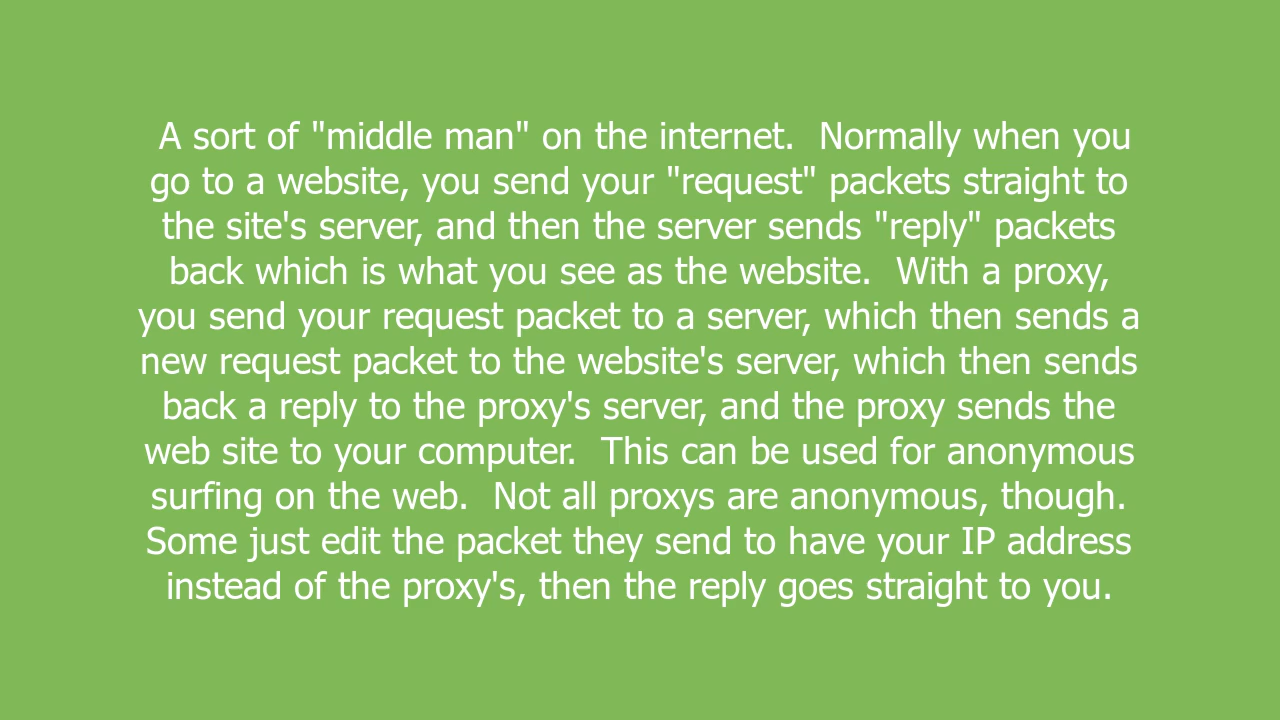 A sort of "middle man" on the internet.  Normally when you
go to a website, you send your "request" packets straight to
the site's server, and then the server sends "reply" packets
back which is what you see as the website.  With a proxy,
you send your request packet to a server, which then sends a
new request packet to the website's server, which then sends
back a reply to the proxy's server, and the proxy sends the
web site to your computer.  This can be used for anonymous
surfing on the web.  Not all proxys are anonymous, though.
Some just edit the packet they send to have your IP address
instead of the proxy's, then the reply goes straight to you.